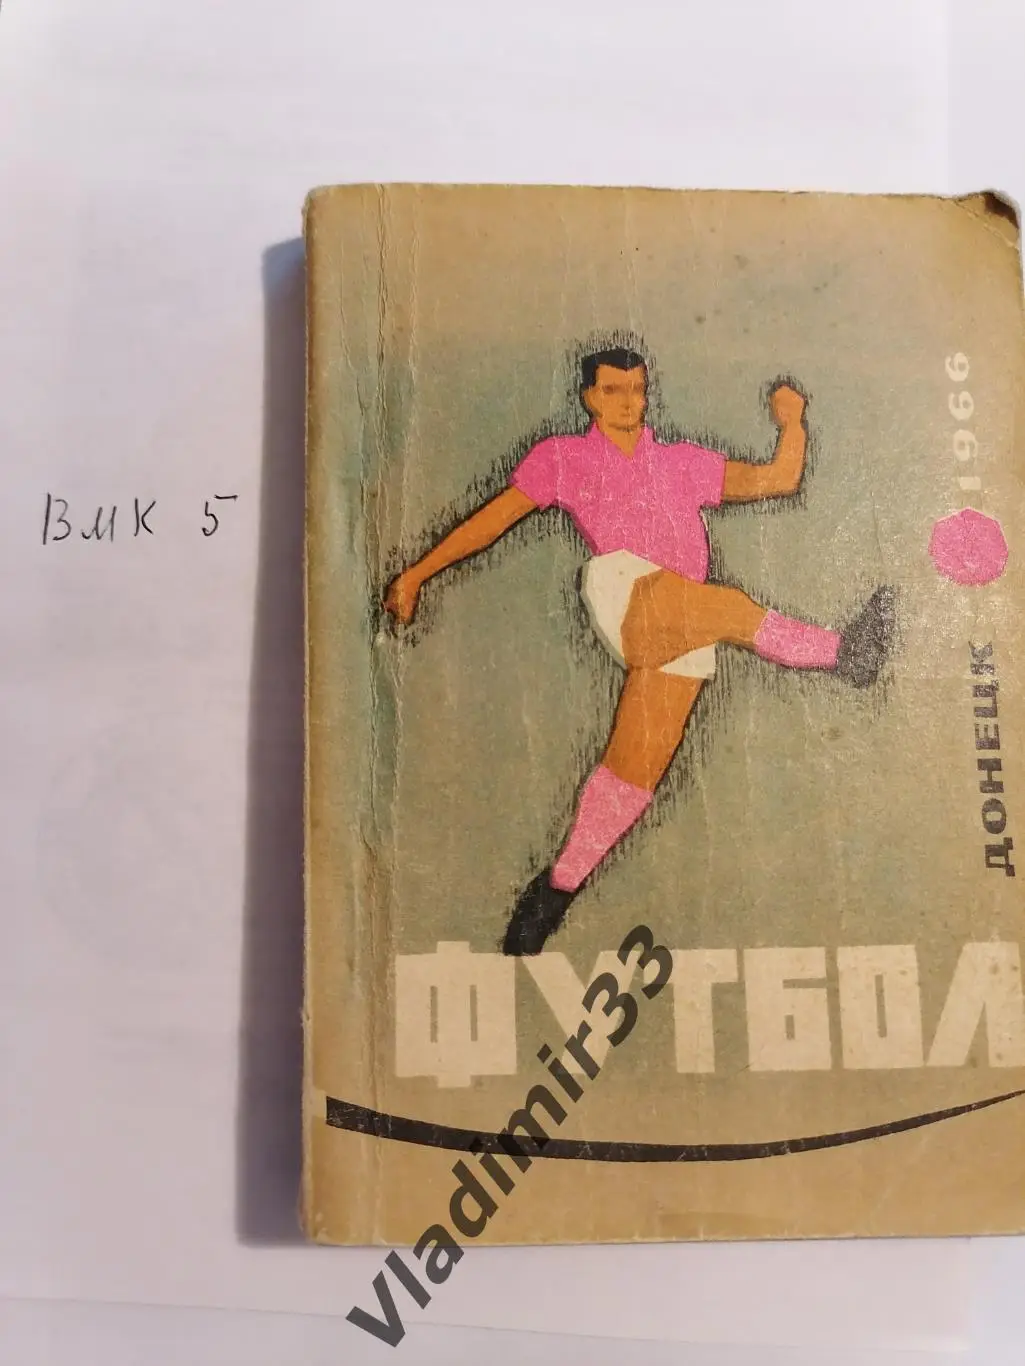 ВМК 5
1966
ДОНЕЦК
ФУТБОЛ
Vladimir33